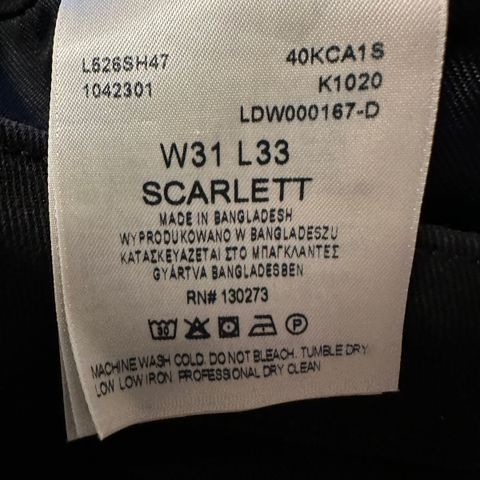 L526SH47 40KCA1S
1042301 K1020
LDW000167-D
W31 L33
SCARLETT
MADE IN BANGLADESH
WYPRODUKOWANO W BANGLADESZU
ΚΑΤΑΣΚΕΥΑΖΕΤΑΙ ΣΤΟ ΜΠΑΓΚΛΑΝΤΕΣ
GYÁRTVA BANGLADESBEN
RN# 130273
30 P
MACHINE WASH COLD. DO NOT BLEACH. TUMBLE DRY
LOW LOW IRON PROFESSIONAL DRY CLEAN